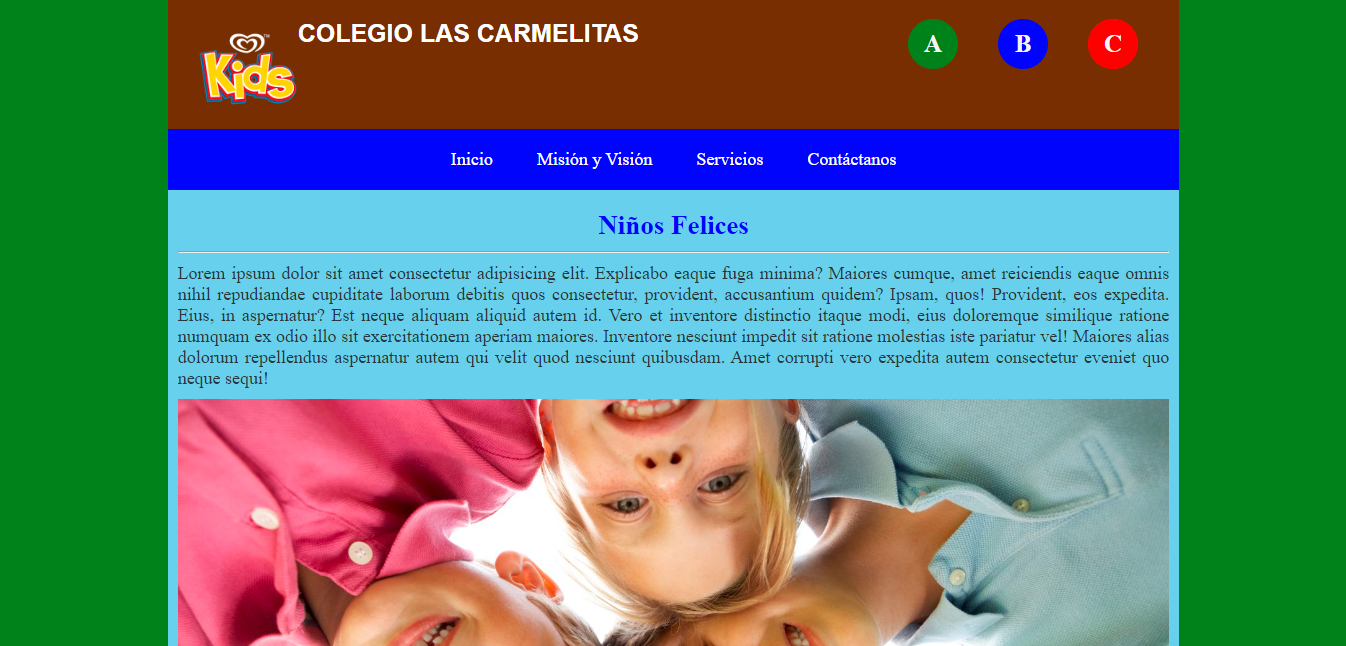 COLEGIO LAS CARMELITAS
Kids
A B C
Inicio Misión y Visión Servicios Contáctanos
Niños Felices
Lorem ipsum dolor sit amet consectetur adipisicing elit. Explicabo eaque fuga minima? Maiores cumque, amet reiciendis eaque omnis
nihil repudiandae cupiditate laborum debitis quos consectetur, provident, accusantium quidem? Ipsam, quos! Provident, eos expedita.
Eius, in aspernatur? Est neque aliquam aliquid autem id. Vero et inventore distinctio itaque modi, eius doloremque similique ratione
numquam ex odio illo sit exercitationem aperiam maiores. Inventore nesciunt impedit sit ratione molestias iste pariatur vel! Maiores alias
dolorum repellendus aspernatur autem qui velit quod nesciunt quibusdam. Amet corrupti vero expedita autem consectetur eveniet quo
neque sequi!